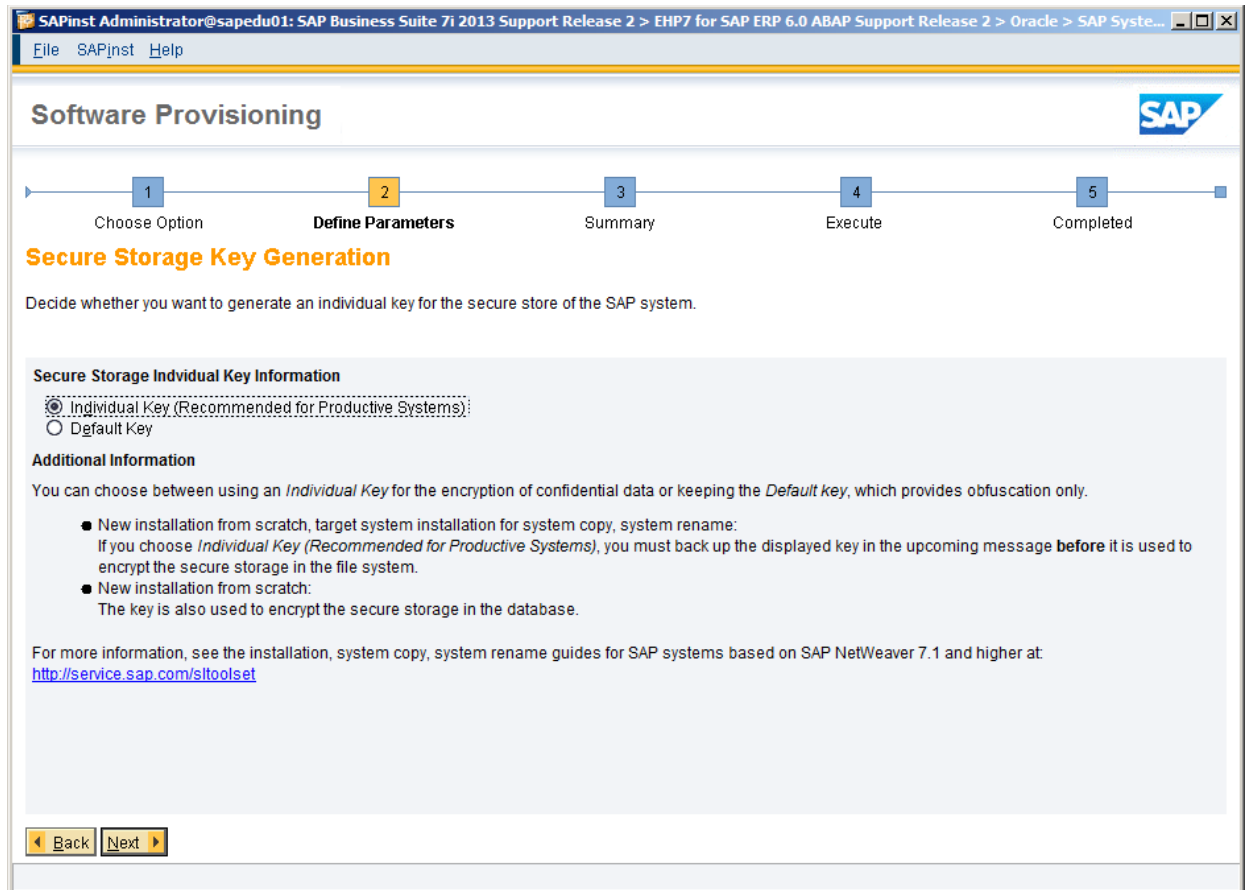 SAPinst Administrator@sapedu01: SAP Business Suite 7i 2013 Support Release 2 > EHP7 for SAP ERP 6.0 ABAP Support Release 2 > Oracle > SAP Syste...
File SAPinst Help
Software Provisioning
SAP
1 2 3 4 5
Choose Option Define Parameters Summary Execute Completed
Secure Storage Key Generation
Decide whether you want to generate an individual key for the secure store of the SAP system.
Secure Storage Indvidual Key Information
Individual Key (Recommended for Productive Systems)
Default Key
Additional Information
You can choose between using an Individual Key for the encryption of confidential data or keeping the Default key, which provides obfuscation only.
New installation from scratch, target system installation for system copy, system rename:
If you choose Individual Key (Recommended for Productive Systems), you must back up the displayed key in the upcoming message before it is used to
encrypt the secure storage in the file system.
New installation from scratch:
The key is also used to encrypt the secure storage in the database.
For more information, see the installation, system copy, system rename guides for SAP systems based on SAP NetWeaver 7.1 and higher at:
http://service.sap.com/sltoolset
Back Next